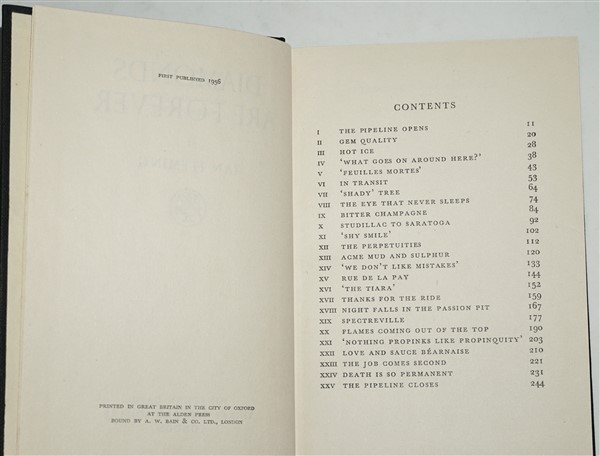 FIRST PUBLISHED 1956
PRINTED IN GREAT BRITAIN IN THE CITY OF OXFORD
AT THE ALDEN PRESS
BOUND BY A. W. BAIN & CO. LTD., LONDON
CONTENTS
I THE PIPELINE OPENS 11
II GEM QUALITY 20
III HOT ICE 28
IV 'WHAT GOES ON AROUND HERE?' 38
V 'FEUILLES MORTES' 43
VI IN TRANSIT 53
VII 'SHADY' TREE 64
VIII THE EYE THAT NEVER SLEEPS 74
IX BITTER CHAMPAGNE 84
X STUDILLAC TO SARATOGA 92
XI 'SHY SMILE' 102
XII THE PERPETUITIES 112
XIII ACME MUD AND SULPHUR 120
XIV 'WE DON'T LIKE MISTAKES' 133
XV RUE DE LA PAY 144
XVI 'THE TIARA' 152
XVII THANKS FOR THE RIDE 159
XVIII NIGHT FALLS IN THE PASSION PIT 167
XIX SPECTREVILLE 177
XX FLAMES COMING OUT OF THE TOP 190
XXI 'NOTHING PROPINKS LIKE PROPINQUITY' 203
XXII LOVE AND SAUCE BÉARNAISE 210
XXIII THE JOB COMES SECOND 221
XXIV DEATH IS SO PERMANENT 231
XXV THE PIPELINE CLOSES 244